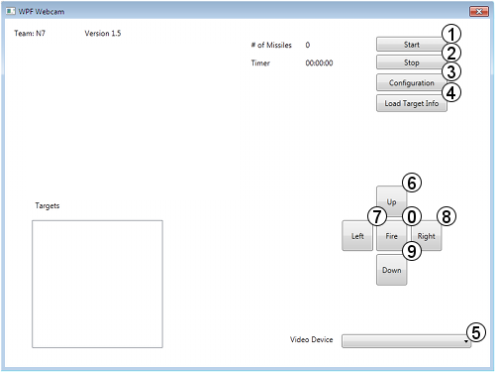 WPF Webcam
Team: N7 Version 1.5
# of Missiles 0
Timer 00:00:00
1
Start
2
Stop
3
Configuration
4
Load Target Info
6
Up
7 0 8
Left Fire Right
9
Down
Targets
5
Video Device